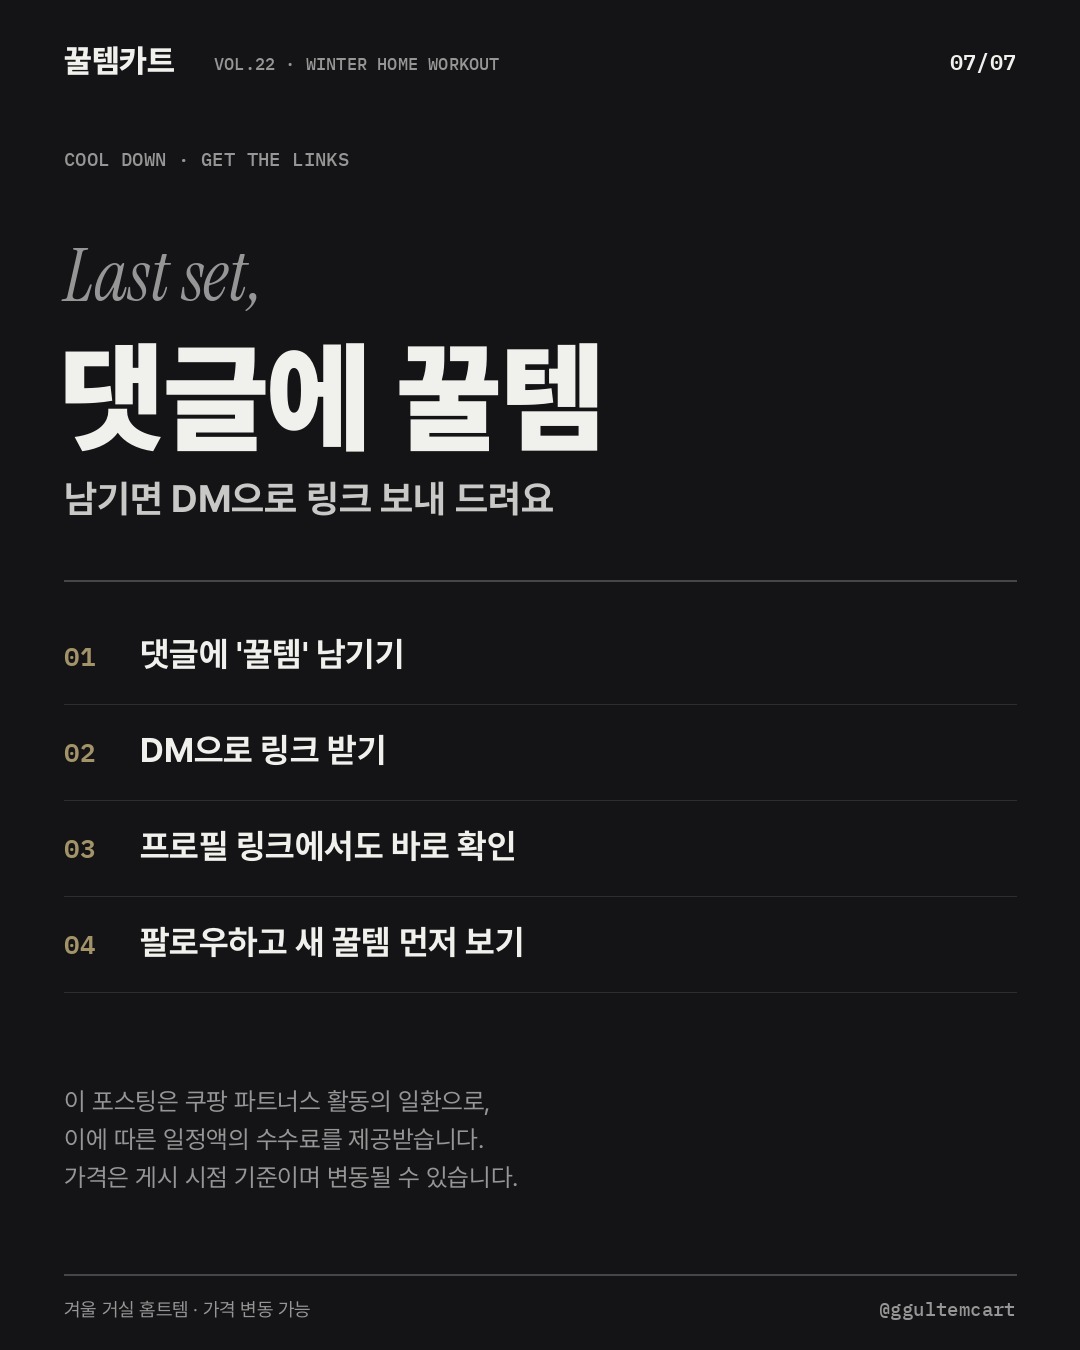 꿀템카트 VOL.22 · WINTER HOME WORKOUT 07/07
COOL DOWN · GET THE LINKS
Last set,
댓글에 꿀템
남기면 DM으로 링크 보내 드려요
01 댓글에 '꿀템' 남기기
02 DM으로 링크 받기
03 프로필 링크에서도 바로 확인
04 팔로우하고 새 꿀템 먼저 보기
이 포스팅은 쿠팡 파트너스 활동의 일환으로,
이에 따른 일정액의 수수료를 제공받습니다.
가격은 게시 시점 기준이며 변동될 수 있습니다.
겨울 거실 홈트템 · 가격 변동 가능 @ggultemcart